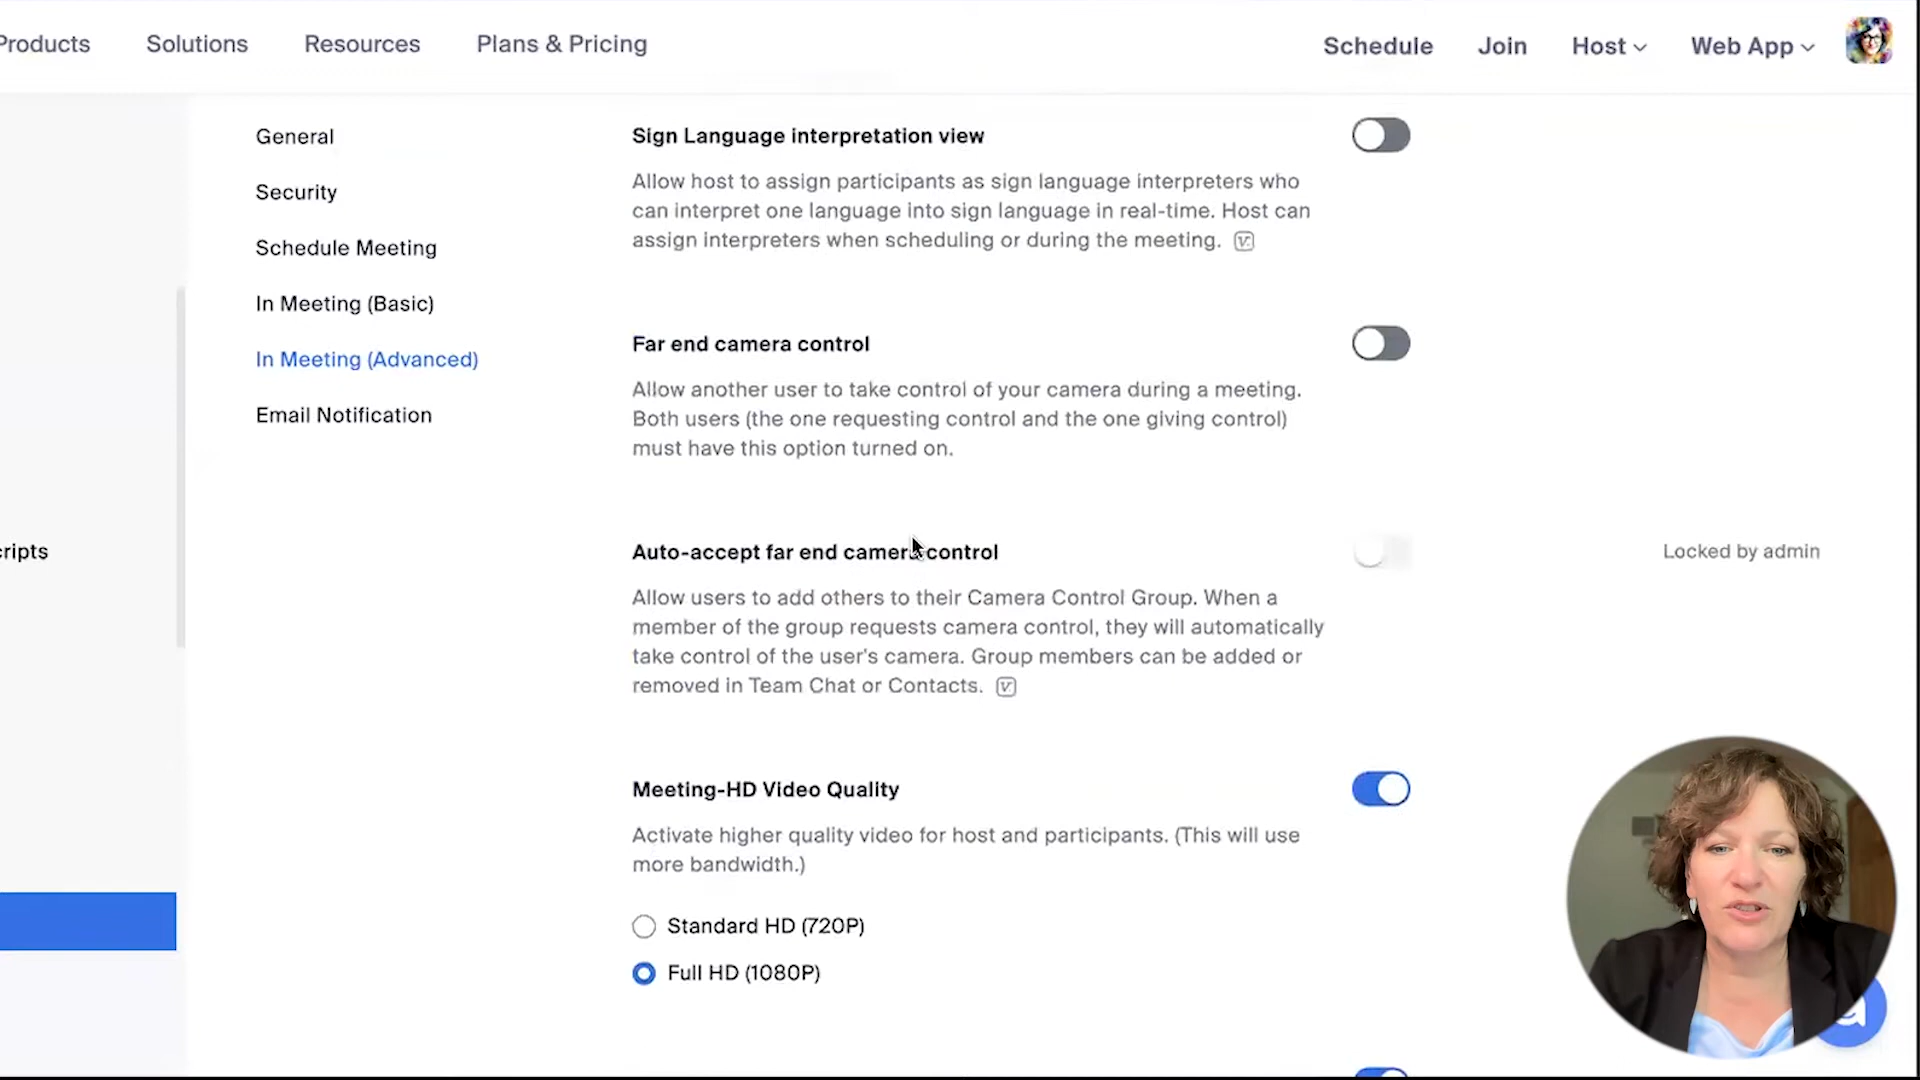 Products Solutions Resources Plans & Pricing Schedule Join Host Web App
General
Security
Schedule Meeting
In Meeting (Basic)
In Meeting (Advanced)
Email Notification
cripts
Sign Language interpretation view
Allow host to assign participants as sign language interpreters who
can interpret one language into sign language in real-time. Host can
assign interpreters when scheduling or during the meeting.
Far end camera control
Allow another user to take control of your camera during a meeting.
Both users (the one requesting control and the one giving control)
must have this option turned on.
Auto-accept far end camera control
Locked by admin
Allow users to add others to their Camera Control Group. When a
member of the group requests camera control, they will automatically
take control of the user's camera. Group members can be added or
removed in Team Chat or Contacts.
Meeting-HD Video Quality
Activate higher quality video for host and participants. (This will use
more bandwidth.)
Standard HD (720P)
Full HD (1080P)